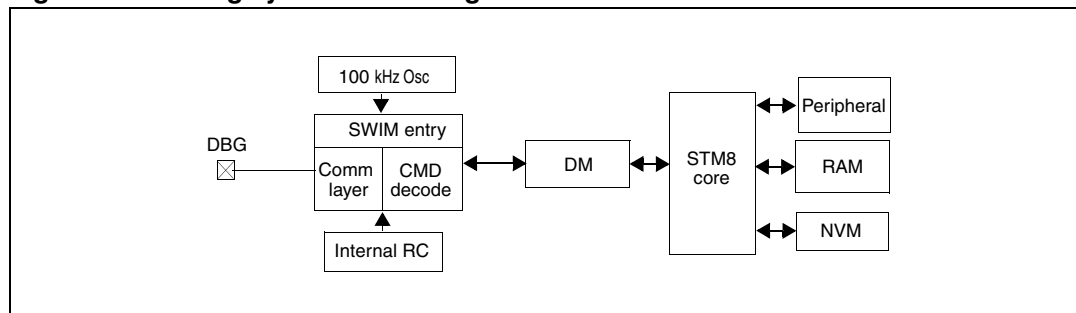 100 kHz Osc
SWIM entry
DBG
Comm
layer
CMD
decode
Internal RC
DM
STM8
core
Peripheral
RAM
NVM